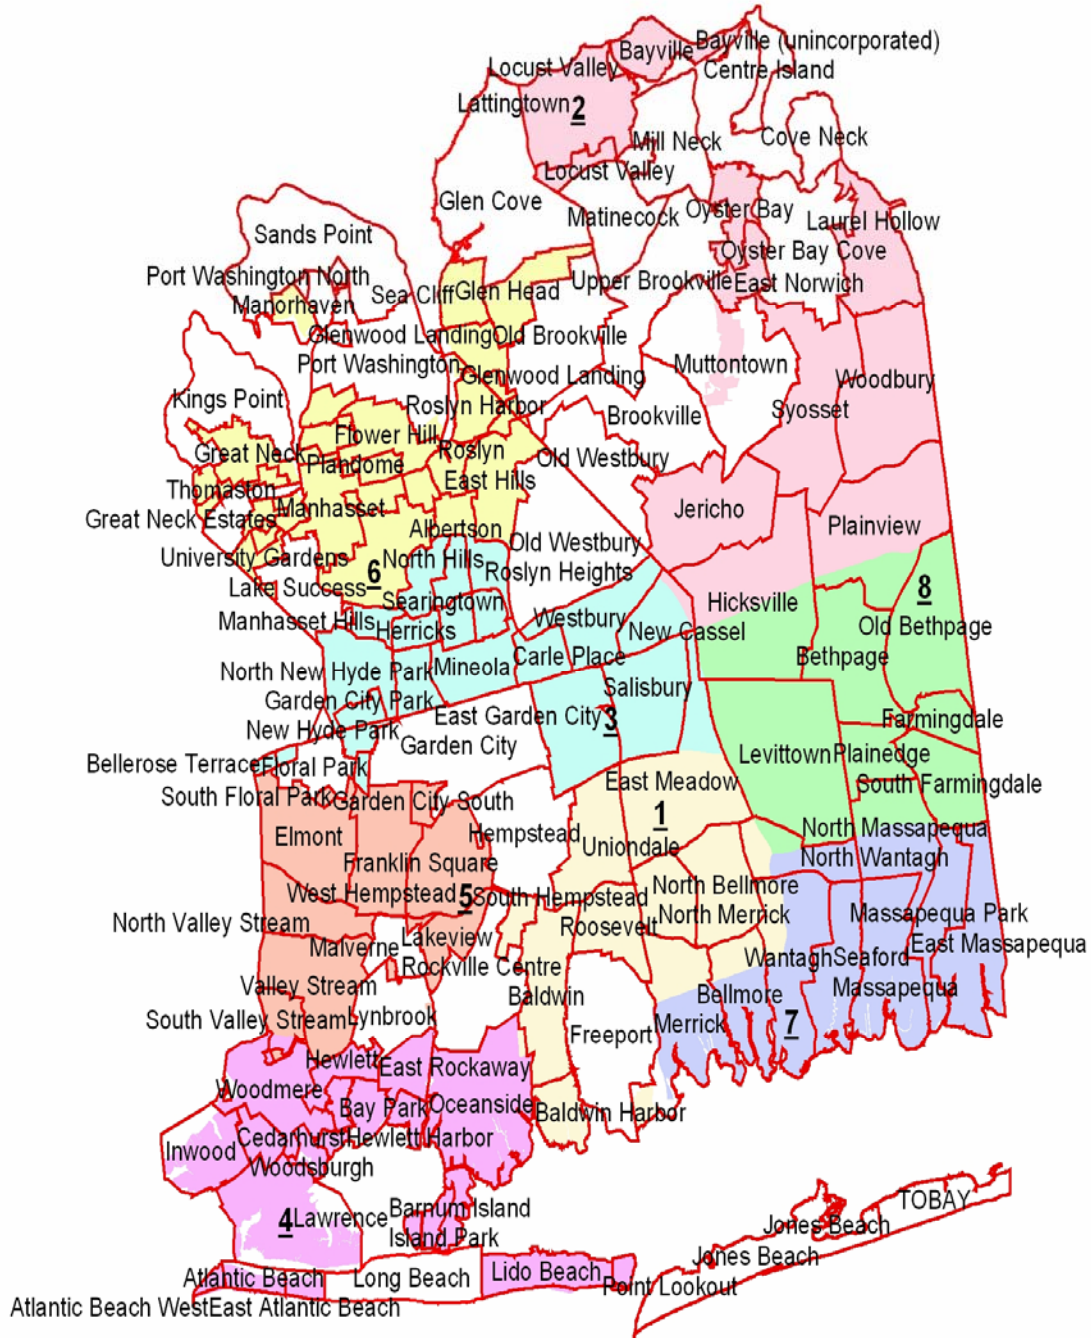 Bayville
Bayville (unincorporated)
Locust Valley
Centre Island
Lattingtown
2
Mill Neck
Cove Neck
Locust Valley
Glen Cove
Matinecock
Oyster Bay
Laurel Hollow
Sands Point
Oyster Bay Cove
Port Washington North
Upper Brookville
East Norwich
Sea Cliff
Glen Head
Manorhaven
Glenwood Landing
Old Brookville
Port Washington
Muttontown
Glenwood Landing
Woodbury
Kings Point
Roslyn Harbor
Brookville
Syosset
Flower Hill
Great Neck
Roslyn
Old Westbury
Plandome
East Hills
Thomaston
Manhasset
Jericho
Great Neck Estates
Albertson
Plainview
Old Westbury
University Gardens
North Hills
6
Roslyn Heights
Lake Success
8
Searingtown
Hicksville
Manhasset Hills
Herricks
Westbury
New Cassel
Old Bethpage
Carle Place
Bethpage
North New Hyde Park
Mineola
Salisbury
Garden City Park
East Garden City
3
Farmingdale
New Hyde Park
Garden City
Levittown
Plainedge
Bellerose Terrace
Floral Park
East Meadow
South Farmingdale
South Floral Park
Garden City South
1
Elmont
Hempstead
North Massapequa
Uniondale
North Wantagh
Franklin Square
West Hempstead
5
South Hempstead
North Bellmore
North Valley Stream
Roosevelt
North Merrick
Massapequa Park
Malverne
Lakeview
East Massapequa
Rockville Centre
Wantagh
Seaford
Valley Stream
Baldwin
Bellmore
Massapequa
South Valley Stream
Lynbrook
Freeport
Merrick
7
Hewlett
East Rockaway
Woodmere
Bay Park
Oceanside
Baldwin Harbor
Inwood
Cedarhurst
Hewlett Harbor
Woodsburgh
Barnum Island
4
Lawrence
Island Park
TOBAY
Jones Beach
Jones Beach
Atlantic Beach
Long Beach
Lido Beach
Point Lookout
Atlantic Beach West
East Atlantic Beach